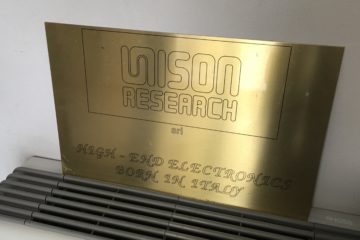 UNISON
RESEARCH
srl
HIGH - END ELECTRONICS
BORN IN ITALY